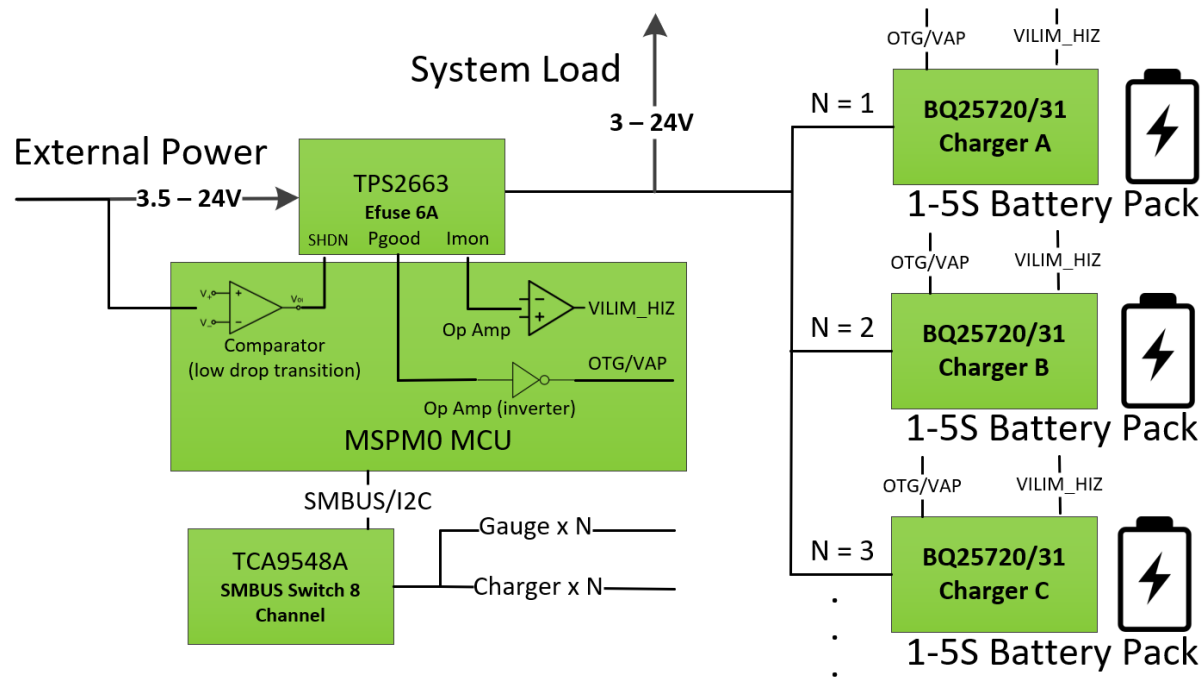 System Load
3 – 24V
External Power
3.5 – 24V
TPS2663
Efuse 6A
SHDN Pgood Imon
V+
V–
+
–
Comparator
(low drop transition)
–
+
Op Amp
VILIM_HIZ
OTG/VAP
Op Amp (inverter)
MSPM0 MCU
SMBUS/I2C
TCA9548A
SMBUS Switch 8
Channel
Gauge x N
Charger x N
OTG/VAP VILIM_HIZ
N = 1
BQ25720/31
Charger A
1-5S Battery Pack
OTG/VAP VILIM_HIZ
N = 2
BQ25720/31
Charger B
1-5S Battery Pack
OTG/VAP VILIM_HIZ
N = 3
BQ25720/31
Charger C
1-5S Battery Pack